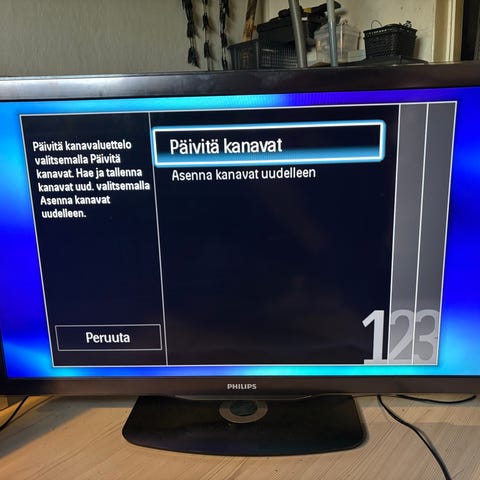 Päivitä kanavaluettelo
valitsemalla Päivitä
kanavat. Hae ja tallenna
kanavat uud. valitsemalla
Asenna kanavat
uudelleen.
Peruuta
Päivitä kanavat
Asenna kanavat uudelleen
123
PHILIPS